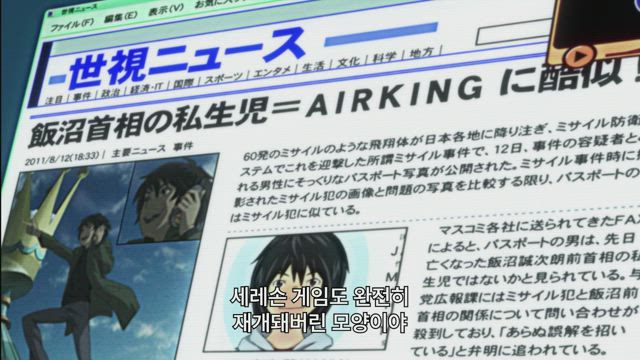 世視ニュース
ファイル(F) 編集(E) 表示(V) お気に入り
世視ニュース
注目 | 事件 | 政治 | 経済・IT | 国際 | スポーツ | エンタメ | 生活 | 文化 | 科学 | 地方 |
飯沼首相の私生児=AIRKING に酷似
2011/8/12(18:33) | 主要ニュース 事件
60発のミサイルのような飛翔体が日本各地に降り注ぎ、ミサイル防衛
ステムでこれを迎撃した所謂ミサイル事件で、12日、事件の容疑者と
れる男性にそっくりなパスポート写真が公開された。ミサイル事件時に
影されたミサイル犯の画像と問題の写真を比較する限り、パスポートの
はミサイル犯に似ている。
マスコミ各社に送られてきたFA
によると、パスポートの男は、先日
亡くなった飯沼誠次朗前首相の私
生児ではないかと見られている。与
党広報課にはミサイル犯と飯沼前
首相の関係について問い合わせが
殺到しており、「あらぬ誤解を招い
ている」と弁明に追われている。
세레손 게임도 완전히
재개돼버린 모양이야